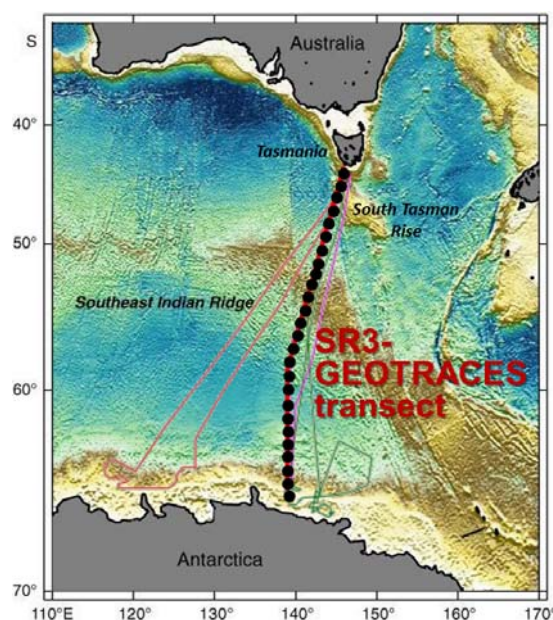 S
Australia
40°
Tasmania
South Tasman
Rise
50°
Southeast Indian Ridge
SR3-
GEOTRACES
transect
60°
Antarctica
70°
110°E 120° 130° 140° 150° 160° 170°